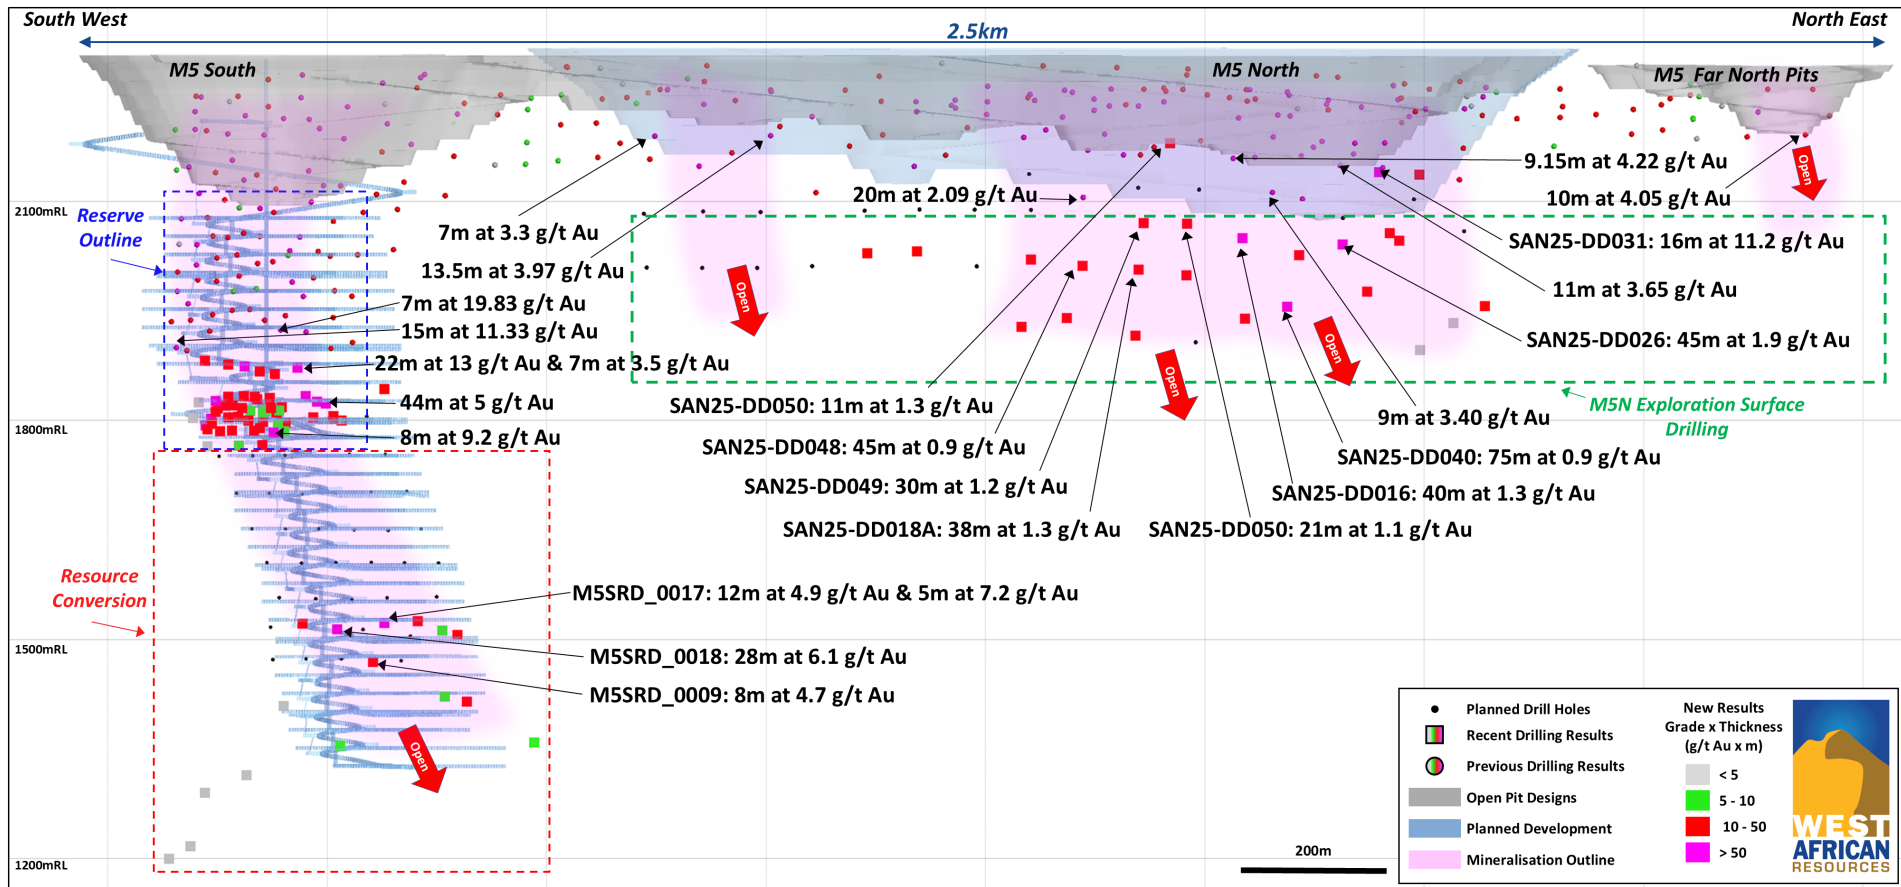 South West
North East
2.5km
M5 South
M5 North
M5 Far North Pits
9.15m at 4.22 g/t Au
10m at 4.05 g/t Au
Open
20m at 2.09 g/t Au
2100mRL
Reserve
Outline
7m at 3.3 g/t Au
SAN25-DD031: 16m at 11.2 g/t Au
13.5m at 3.97 g/t Au
Open
11m at 3.65 g/t Au
7m at 19.83 g/t Au
15m at 11.33 g/t Au
SAN25-DD026: 45m at 1.9 g/t Au
Open
22m at 13 g/t Au & 7m at 3.5 g/t Au
Open
44m at 5 g/t Au
SAN25-DD050: 11m at 1.3 g/t Au
M5N Exploration Surface
Drilling
9m at 3.40 g/t Au
1800mRL
8m at 9.2 g/t Au
SAN25-DD048: 45m at 0.9 g/t Au
SAN25-DD040: 75m at 0.9 g/t Au
SAN25-DD049: 30m at 1.2 g/t Au
SAN25-DD016: 40m at 1.3 g/t Au
SAN25-DD018A: 38m at 1.3 g/t Au
SAN25-DD050: 21m at 1.1 g/t Au
Resource
Conversion
M5SRD_0017: 12m at 4.9 g/t Au & 5m at 7.2 g/t Au
1500mRL
M5SRD_0018: 28m at 6.1 g/t Au
M5SRD_0009: 8m at 4.7 g/t Au
Open
1200mRL
200m
Planned Drill Holes
Recent Drilling Results
Previous Drilling Results
Open Pit Designs
Planned Development
Mineralisation Outline
New Results
Grade x Thickness
(g/t Au x m)
< 5
5 - 10
10 - 50
> 50
WEST
AFRICAN
RESOURCES